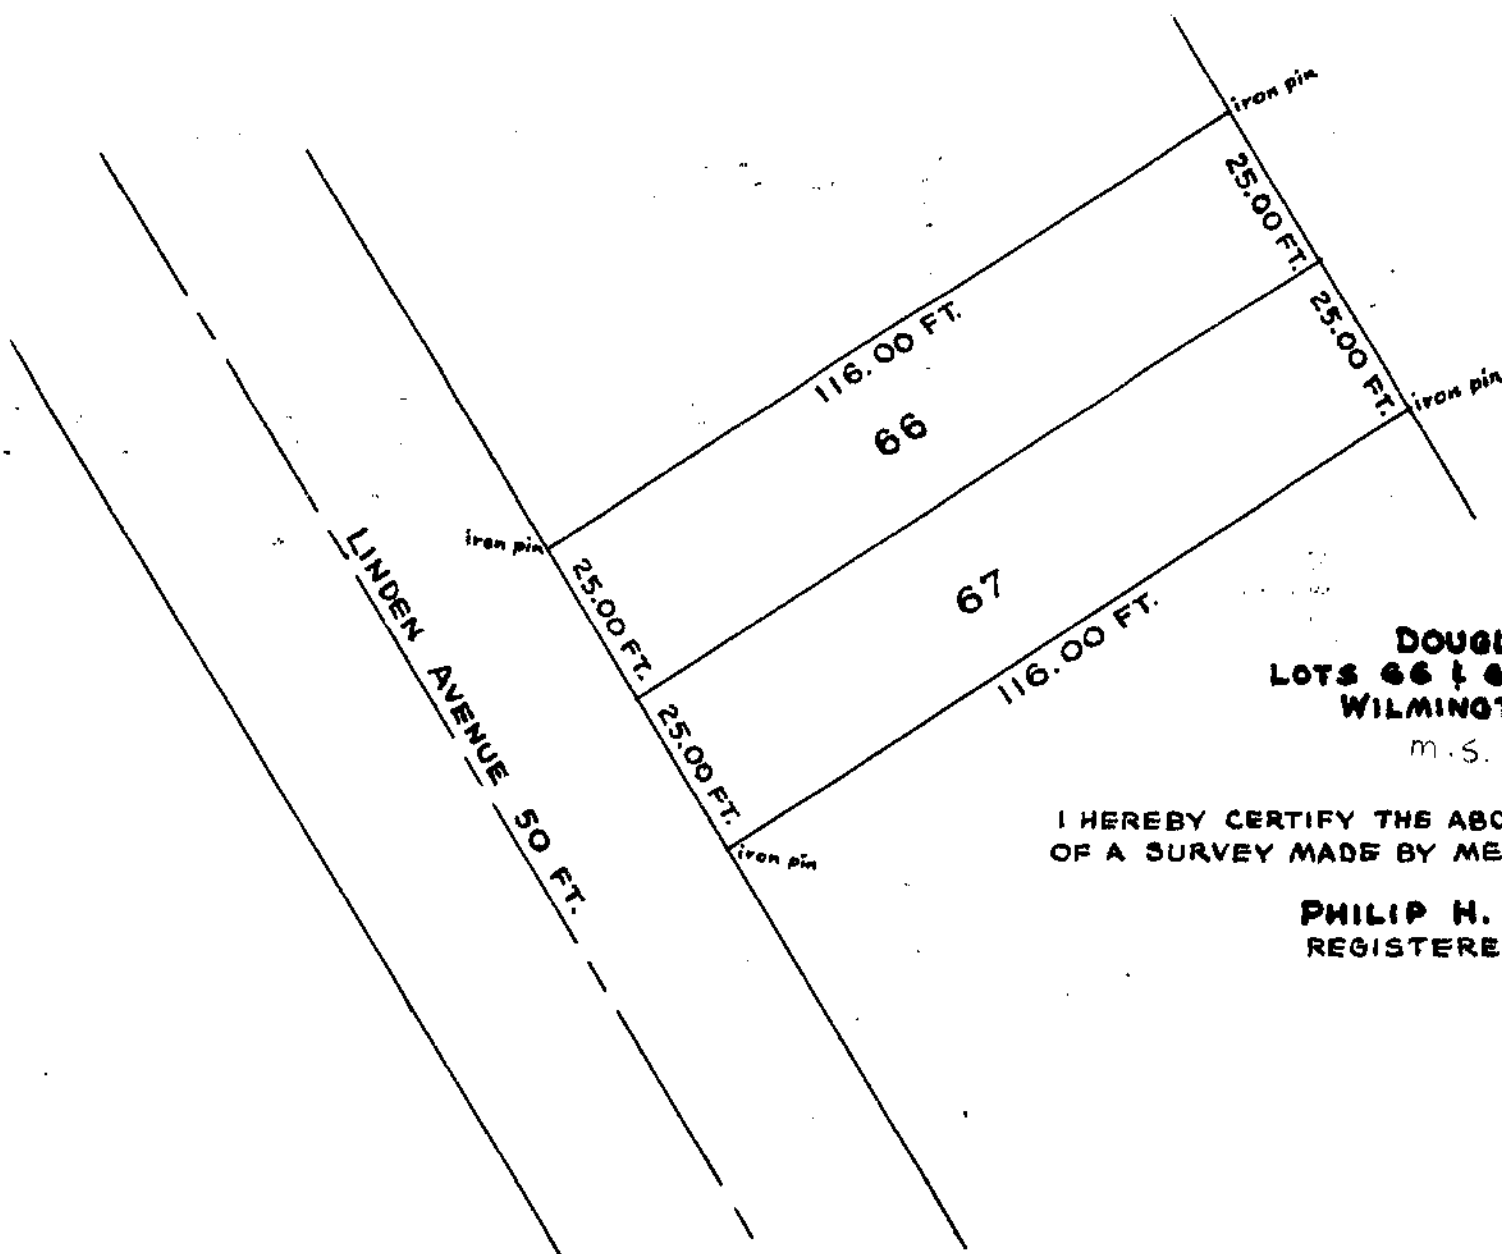 iron pin
25.00 FT.
116.00 FT.
25.00 FT.
66
iron pin
iron pin
25.00 FT.
67
116.00 FT.
25.00 FT.
iron pin
LINDEN AVENUE 50 FT.
LOTS 66 &
m.s.
I HEREBY CERTIFY THE
OF A SURVEY MADE BY ME
PHILIP H.